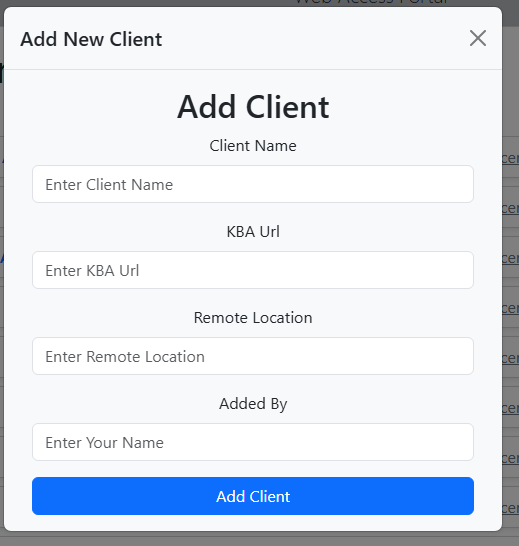 Web Access Portal
Add New Client
Add Client
Client Name
Enter Client Name
KBA Url
Enter KBA Url
Remote Location
Enter Remote Location
Added By
Enter Your Name
Add Client